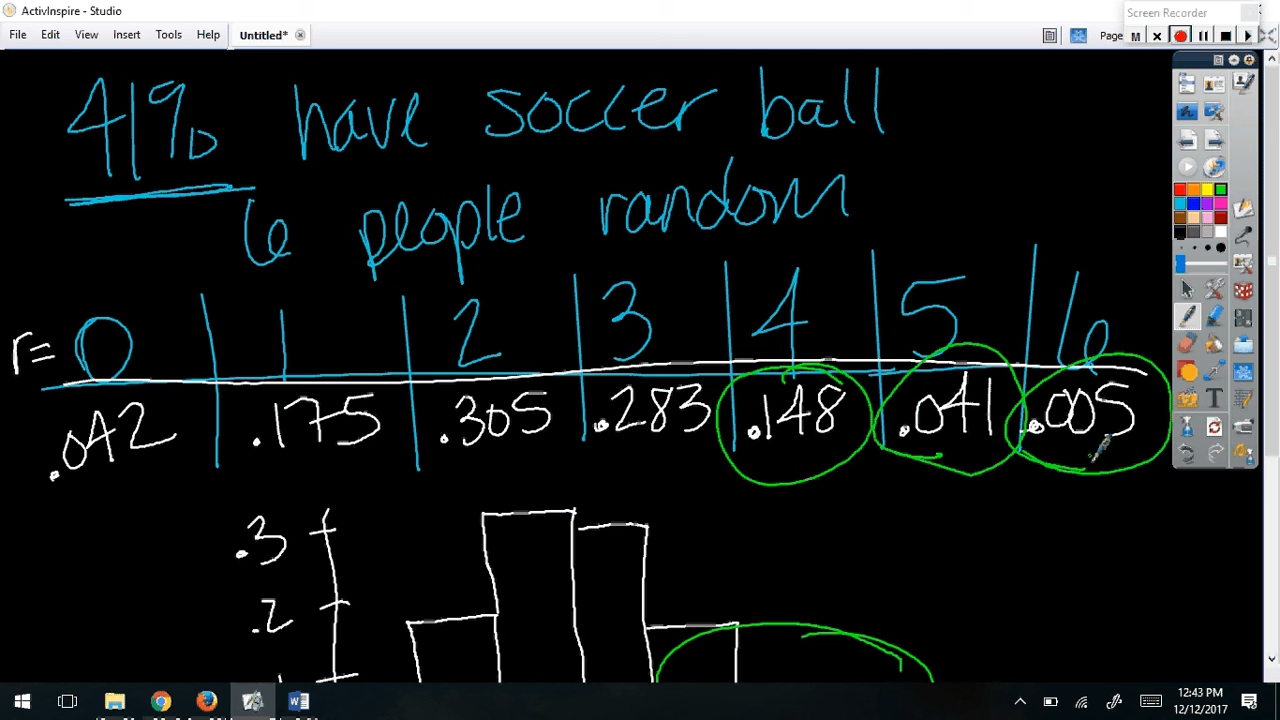 ActivInspire - Studio
Screen Recorder
File Edit View Insert Tools Help Untitled* Page
M
41% have soccer ball
6 people random
r= 0 1 2 3 4 5 6
.042 .175 .305 .283 .148 .041 .005
.3
.2
12:43 PM
12/12/2017